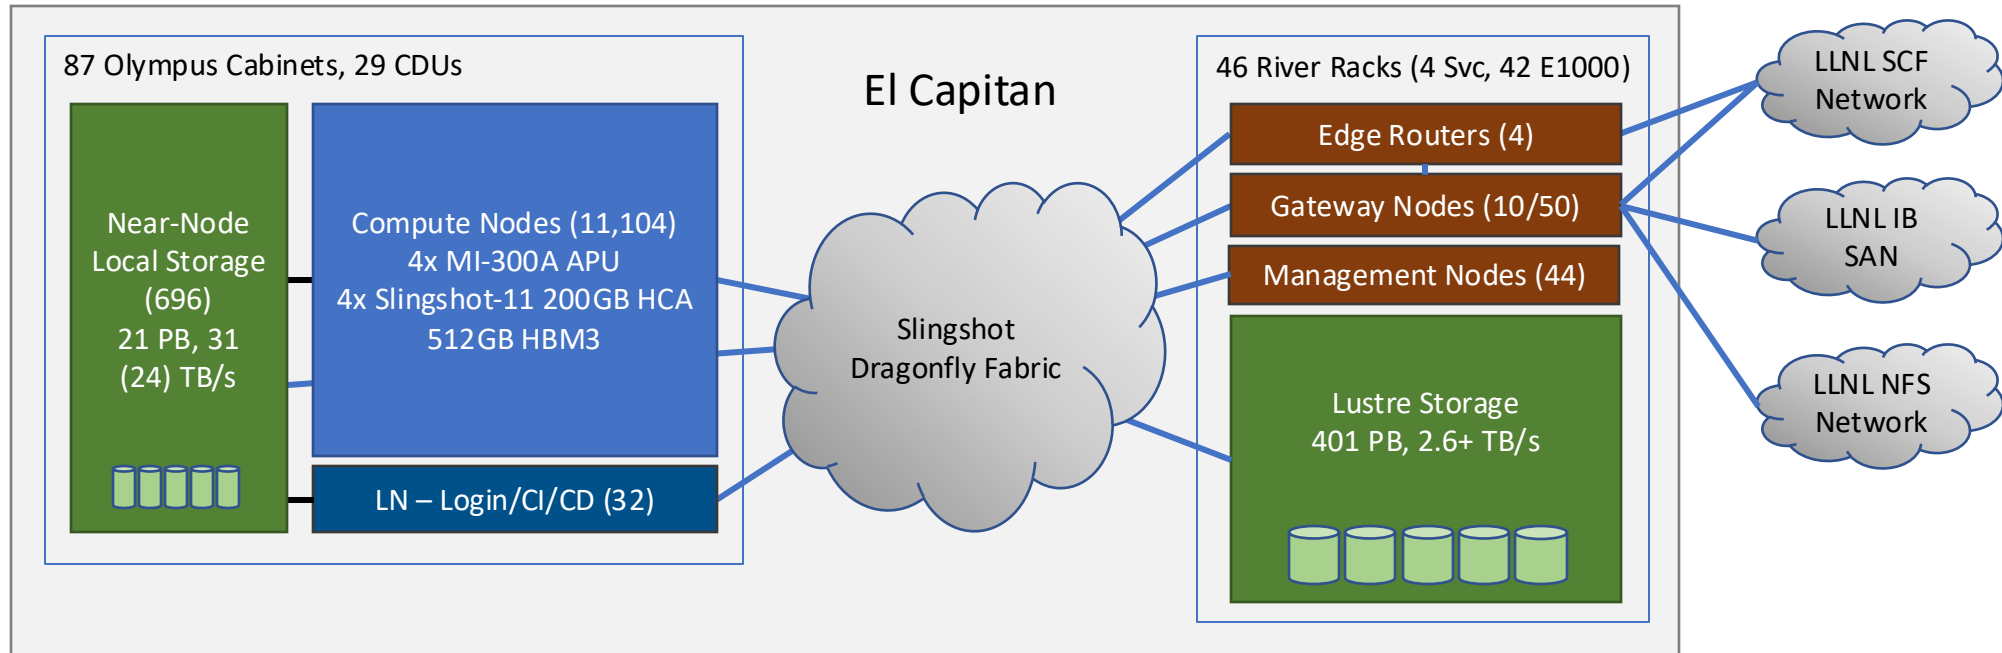 87 Olympus Cabinets, 29 CDUs
Near-Node
Local Storage
(696)
21 PB, 31
(24) TB/s
Compute Nodes (11,104)
4x MI-300A APU
4x Slingshot-11 200GB HCA
512GB HBM3
LN – Login/CI/CD (32)
El Capitan
Slingshot
Dragonfly Fabric
46 River Racks (4 Svc, 42 E1000)
Edge Routers (4)
Gateway Nodes (10/50)
Management Nodes (44)
Lustre Storage
401 PB, 2.6+ TB/s
LLNL SCF
Network
LLNL IB
SAN
LLNL NFS
Network